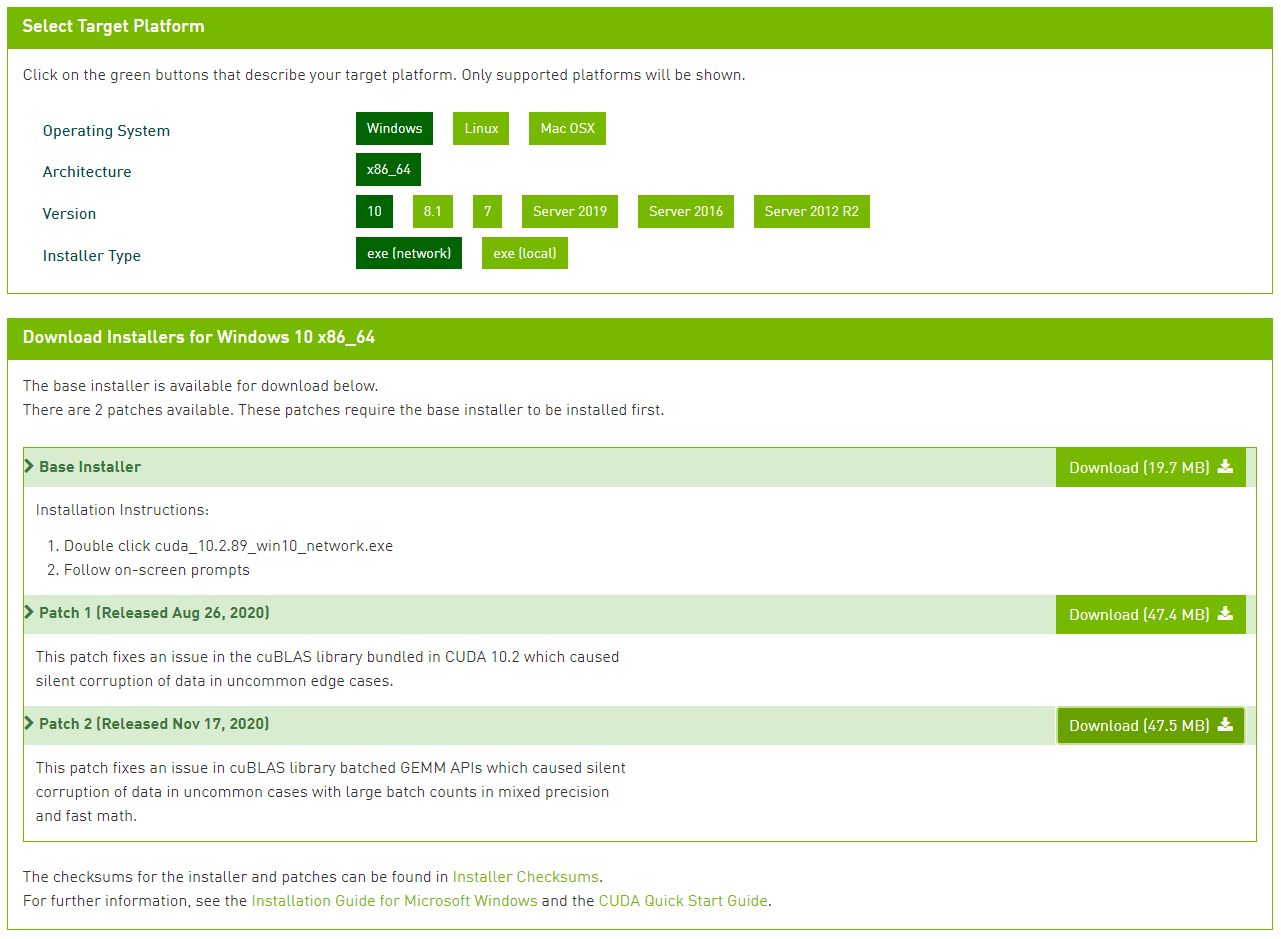 Select Target Platform
Click on the green buttons that describe your target platform. Only supported platforms will be shown.
Operating System Windows Linux Mac OSX
Architecture x86_64
Version 10 8.1 7 Server 2019 Server 2016 Server 2012 R2
Installer Type exe (network) exe (local)
Download Installers for Windows 10 x86_64
The base installer is available for download below.
There are 2 patches available. These patches require the base installer to be installed first.
Base Installer Download (19.7 MB)
Installation Instructions:
1. Double click cuda_10.2.89_win10_network.exe
2. Follow on-screen prompts
Patch 1 (Released Aug 26, 2020) Download (47.4 MB)
This patch fixes an issue in the cuBLAS library bundled in CUDA 10.2 which caused
silent corruption of data in uncommon edge cases.
Patch 2 (Released Nov 17, 2020) Download (47.5 MB)
This patch fixes an issue in cuBLAS library batched GEMM APIs which caused silent
corruption of data in uncommon cases with large batch counts in mixed precision
and fast math.
The checksums for the installer and patches can be found in Installer Checksums.
For further information, see the Installation Guide for Microsoft Windows and the CUDA Quick Start Guide.